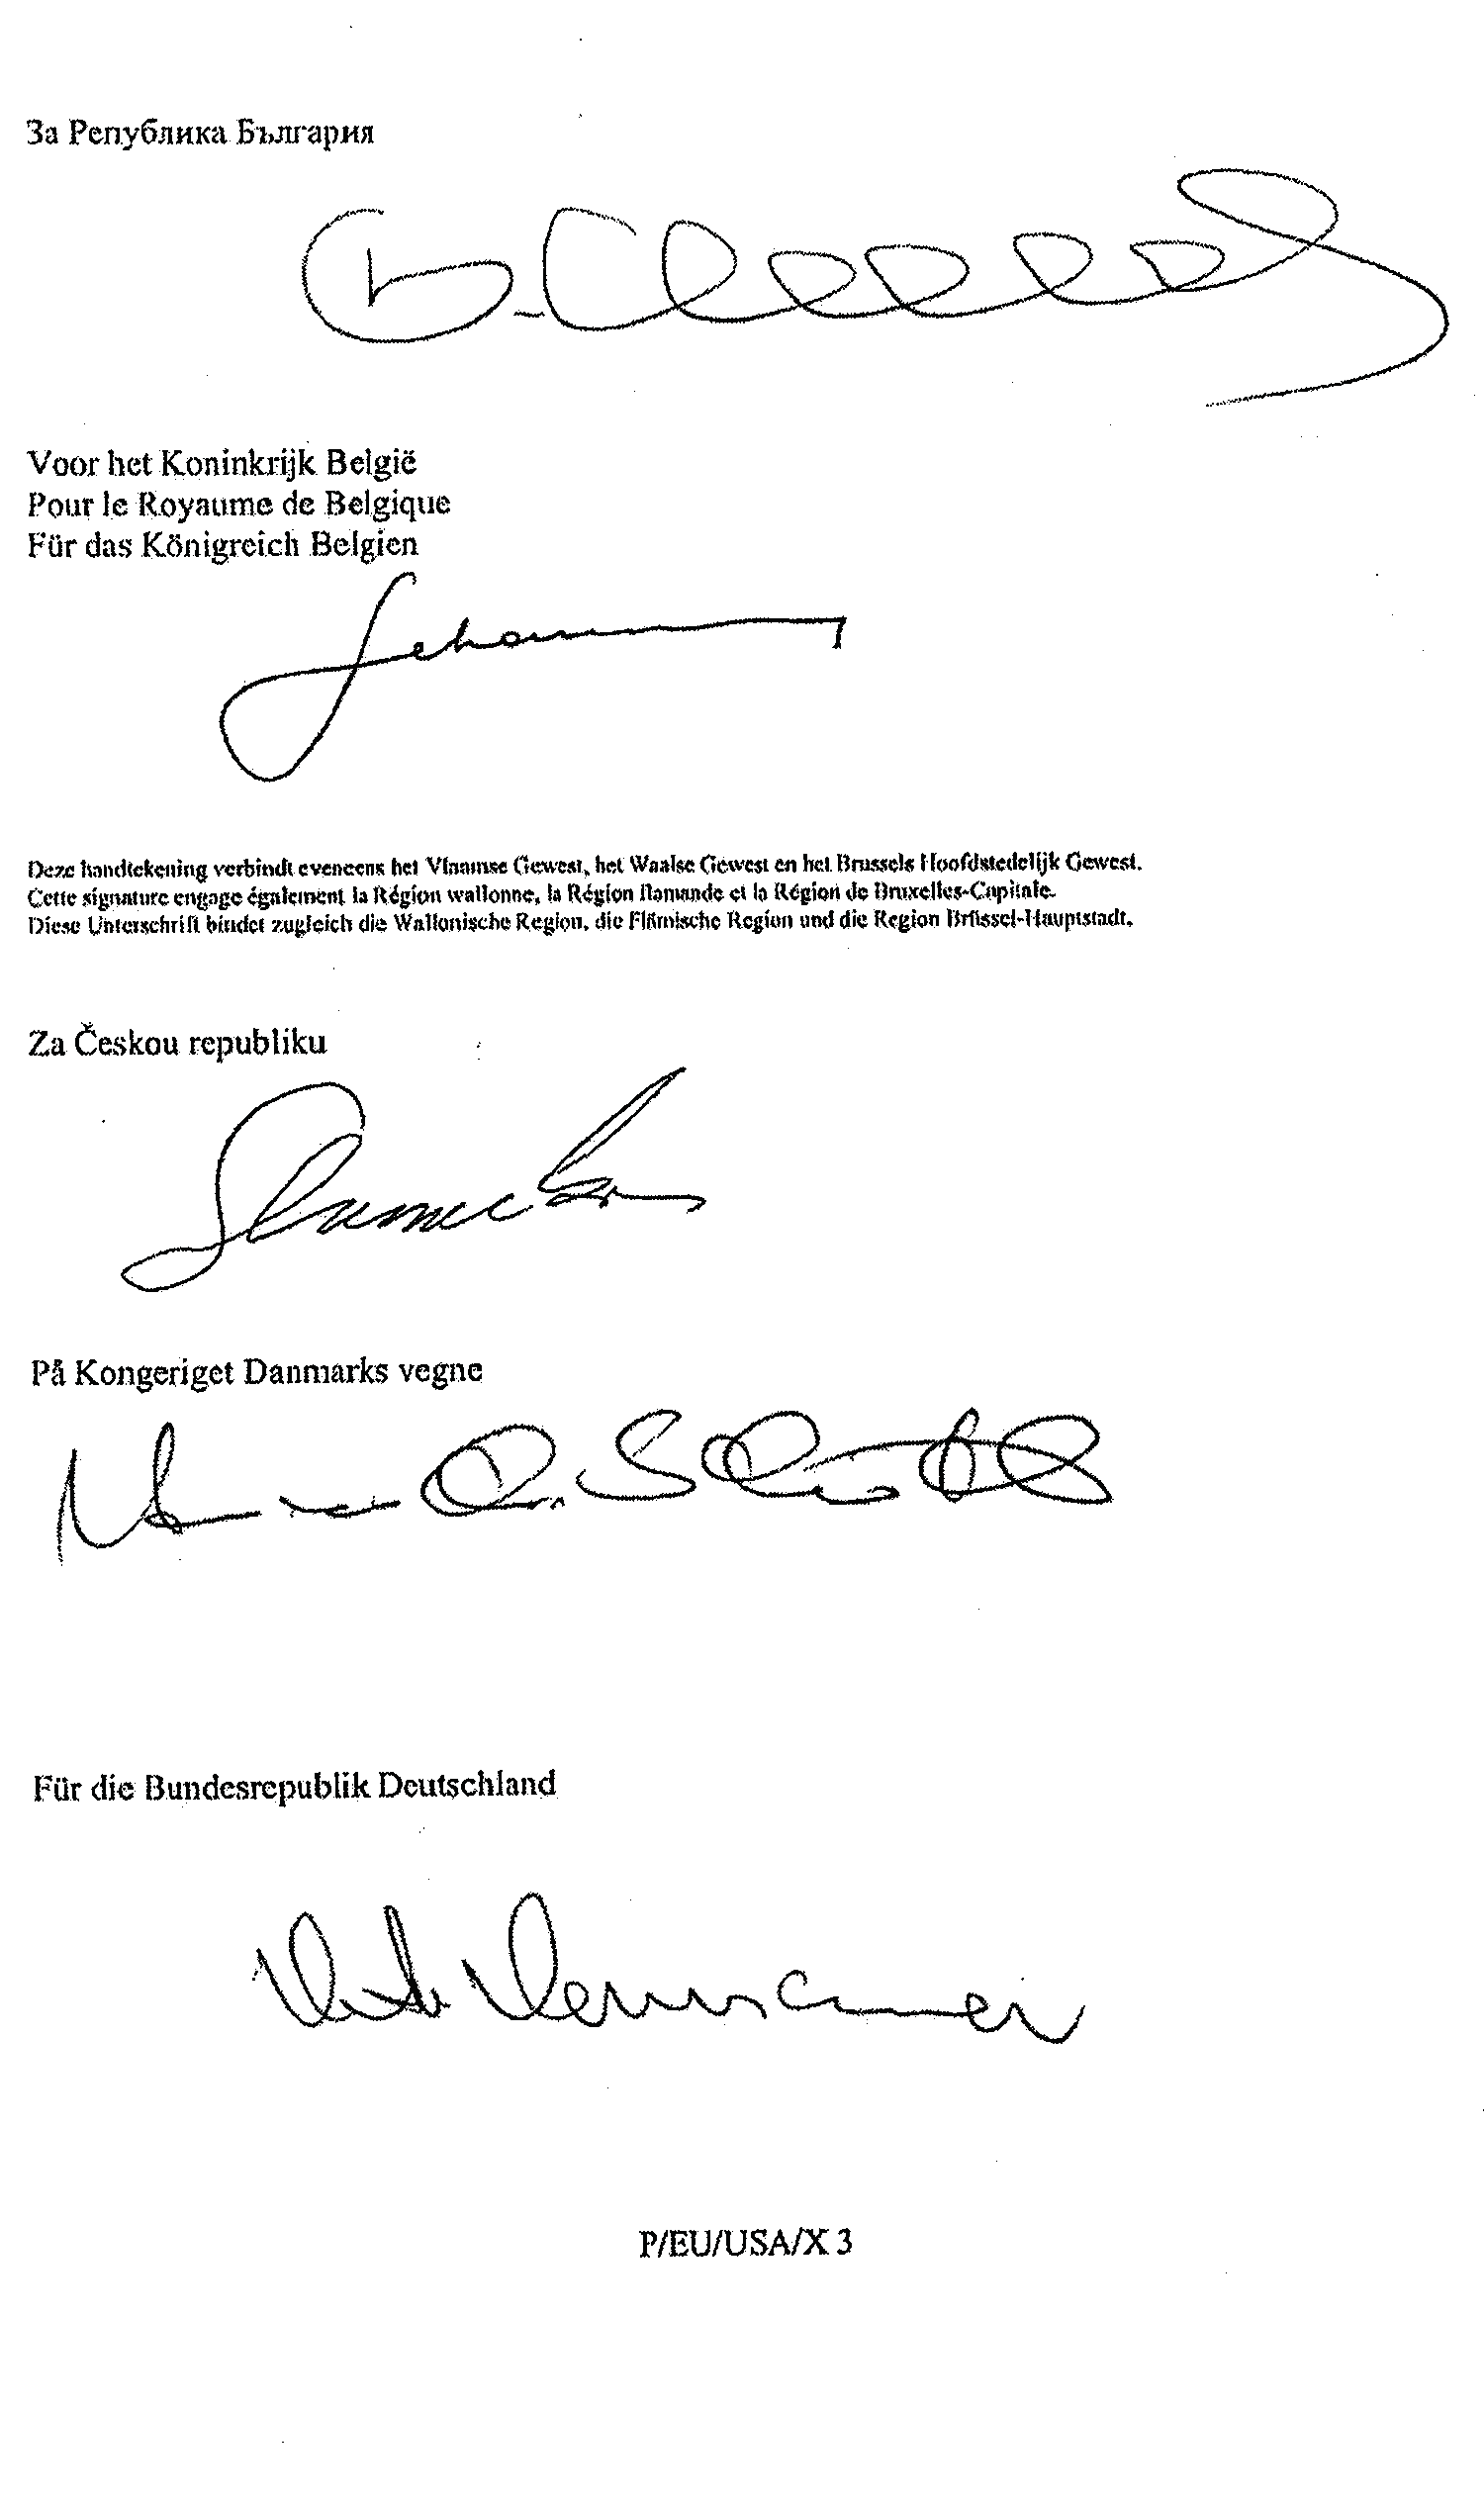 За Република България
Voor het Koninkrijk België
Pour le Royaume de Belgique
Für das Königreich Belgien
Deze handtekening verbindt eveneens het Vlaamse Gewest, het Waalse Gewest en het Brussels Hoofdstedelijk Gewest.
Cette signature engage également la Région wallonne, la Région flamande et la Région de Bruxelles-Capitale.
Diese Unterschrift bindet zugleich die Wallonische Region, die Flämische Region und die Region Brüssel-Hauptstadt.
Za Českou republiku
På Kongeriget Danmarks vegne
Für die Bundesrepublik Deutschland
P/EU/USA/X 3